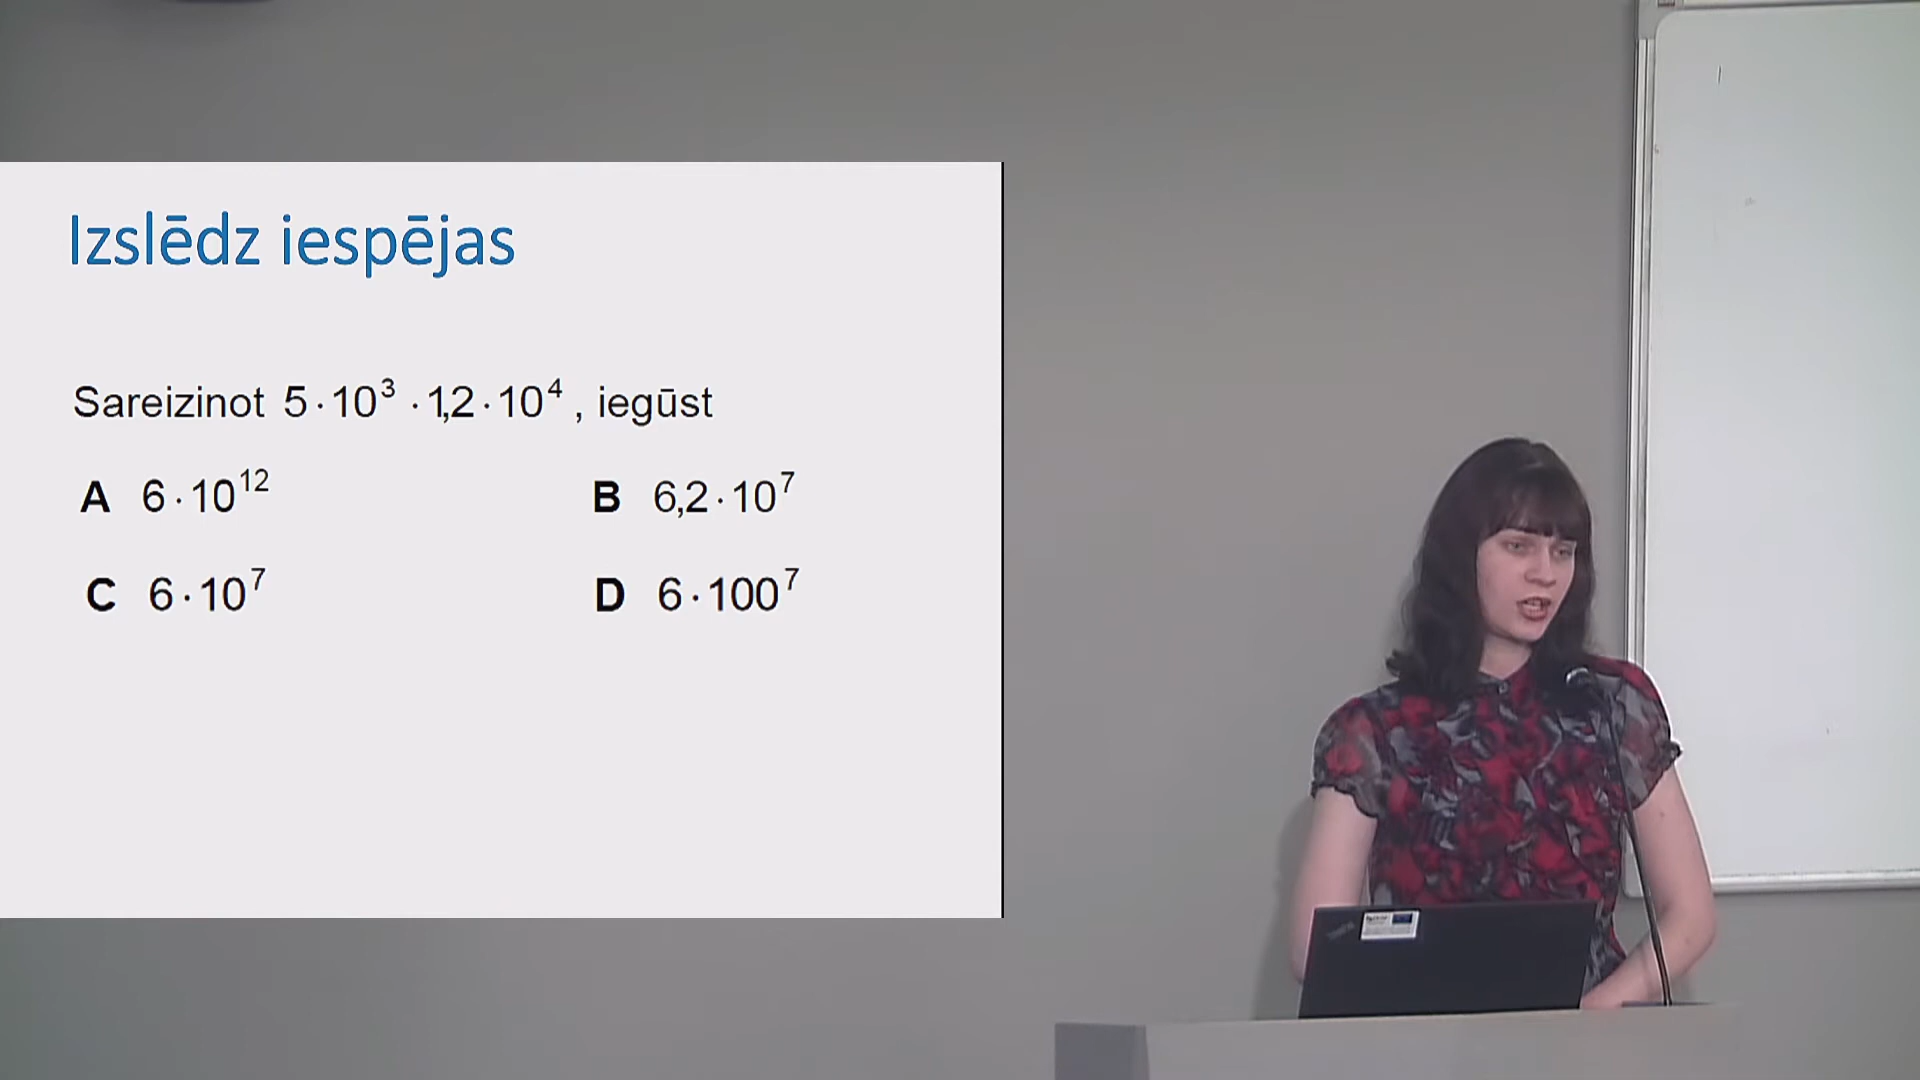 Izslēdz iespējas
Sareizinot 5·10³ ·1,2·10⁴ , iegūst
A 6·10¹² B 6,2·10⁷
C 6·10⁷ D 6·100⁷